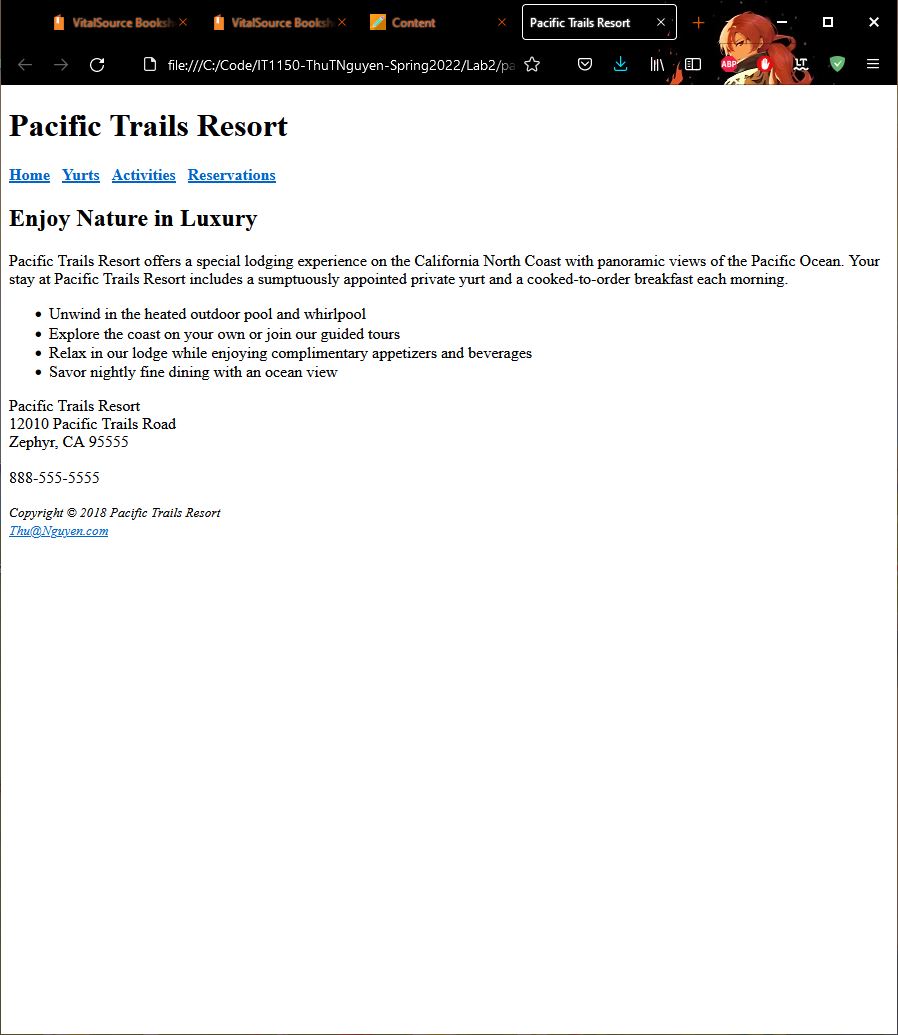 VitalSource Booksh
VitalSource Booksh
Content
Pacific Trails Resort
file:///C:/Code/IT1150-ThuTNguyen-Spring2022/Lab2/pa
ABP
LT
Pacific Trails Resort
Home Yurts Activities Reservations
Enjoy Nature in Luxury
Pacific Trails Resort offers a special lodging experience on the California North Coast with panoramic views of the Pacific Ocean. Your
stay at Pacific Trails Resort includes a sumptuously appointed private yurt and a cooked-to-order breakfast each morning.
• Unwind in the heated outdoor pool and whirlpool
• Explore the coast on your own or join our guided tours
• Relax in our lodge while enjoying complimentary appetizers and beverages
• Savor nightly fine dining with an ocean view
Pacific Trails Resort
12010 Pacific Trails Road
Zephyr, CA 95555
888-555-5555
Copyright © 2018 Pacific Trails Resort
Thu@Nguyen.com